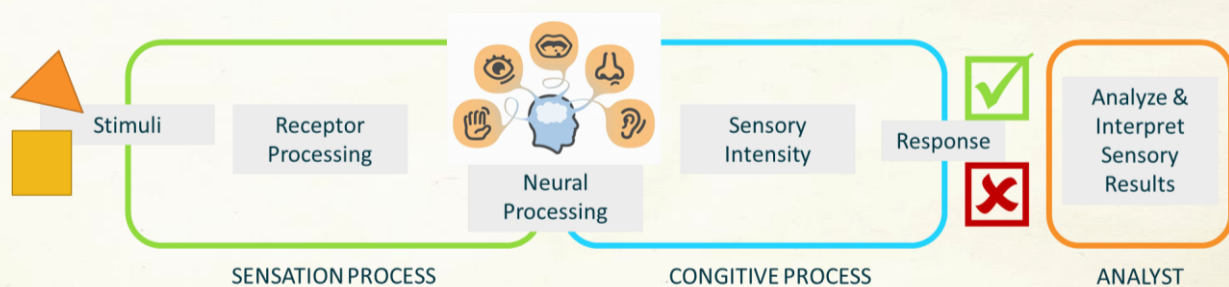 Stimuli
Receptor
Processing
Neural
Processing
Sensory
Intensity
Response
Analyze &
Interpret
Sensory
Results
SENSATION PROCESS
CONGITIVE PROCESS
ANALYST